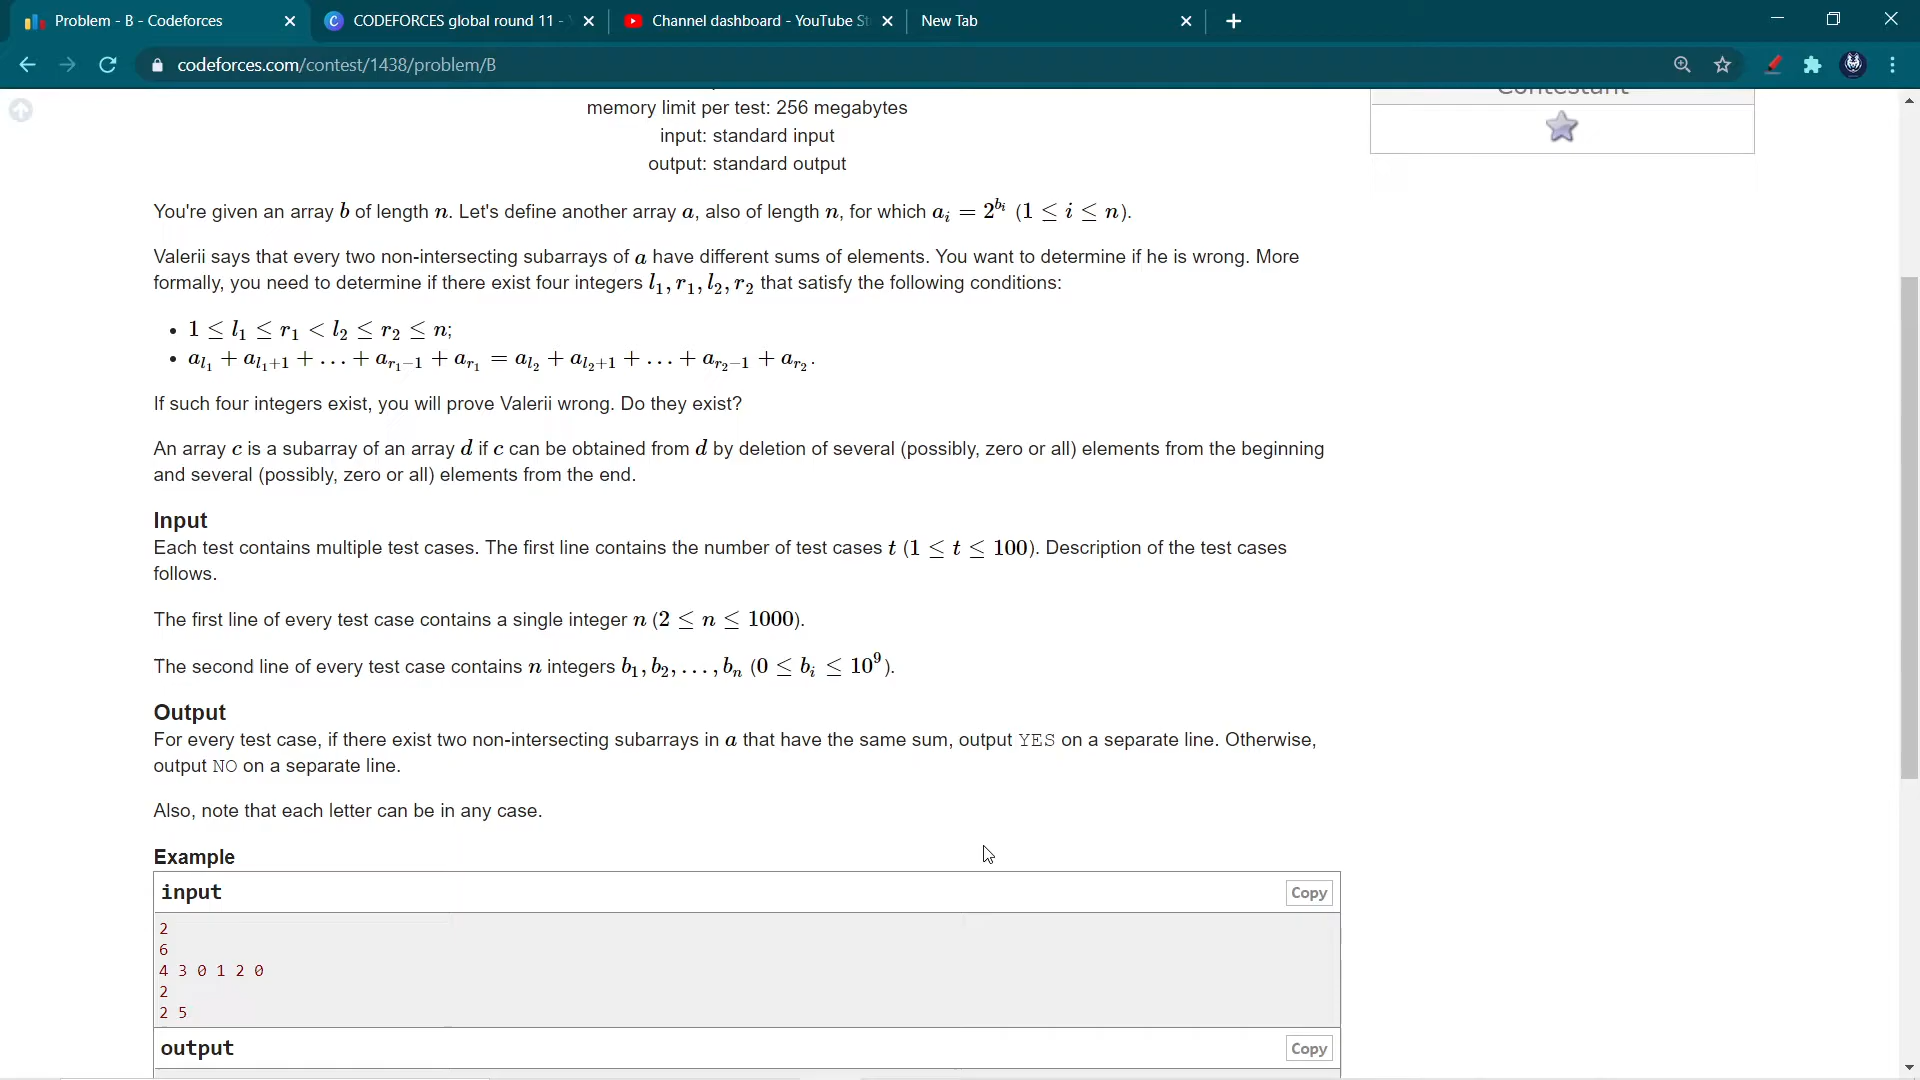 Problem - B - Codeforces
CODEFORCES global round 11 -
Channel dashboard - YouTube St
New Tab
codeforces.com/contest/1438/problem/B
Contestant
memory limit per test: 256 megabytes
input: standard input
output: standard output
You're given an array b of length n. Let's define another array a, also of length n, for which a_i = 2^{b_i} (1 ≤ i ≤ n).
Valerii says that every two non-intersecting subarrays of a have different sums of elements. You want to determine if he is wrong. More
formally, you need to determine if there exist four integers l_1, r_1, l_2, r_2 that satisfy the following conditions:
• 1 ≤ l_1 ≤ r_1 < l_2 ≤ r_2 ≤ n;
• a_{l_1} + a_{l_1+1} + … + a_{r_1−1} + a_{r_1} = a_{l_2} + a_{l_2+1} + … + a_{r_2−1} + a_{r_2}.
If such four integers exist, you will prove Valerii wrong. Do they exist?
An array c is a subarray of an array d if c can be obtained from d by deletion of several (possibly, zero or all) elements from the beginning
and several (possibly, zero or all) elements from the end.
Input
Each test contains multiple test cases. The first line contains the number of test cases t (1 ≤ t ≤ 100). Description of the test cases
follows.
The first line of every test case contains a single integer n (2 ≤ n ≤ 1000).
The second line of every test case contains n integers b_1, b_2, …, b_n (0 ≤ b_i ≤ 10^9).
Output
For every test case, if there exist two non-intersecting subarrays in a that have the same sum, output YES on a separate line. Otherwise,
output NO on a separate line.
Also, note that each letter can be in any case.
Example
input
Copy
2
6
4 3 0 1 2 0
2
2 5
output
Copy